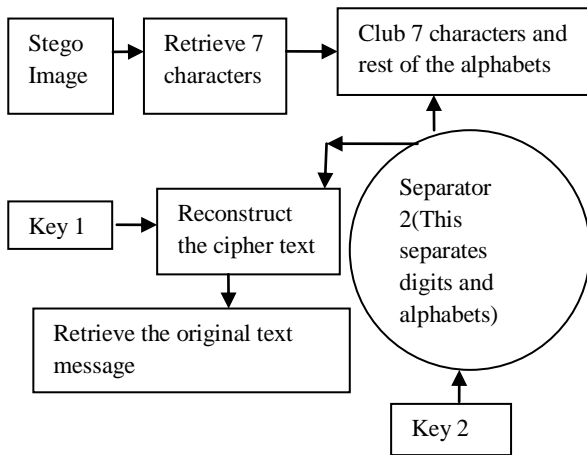 Stego
Image
Retrieve 7
characters
Club 7 characters and
rest of the alphabets
Separator
2(This
separates
digits and
alphabets)
Key 1
Reconstruct
the cipher text
Retrieve the original text
message
Key 2